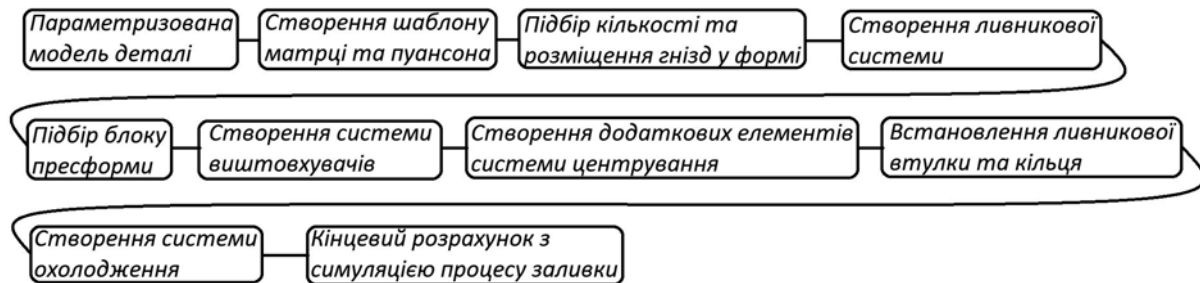 Параметризована
модель деталі
Створення шаблону
матрці та пуансона
Підбір кількості та
розміщення гнізд у формі
Створення ливникової
системи
Підбір блоку
пресформи
Створення системи
виштовхувачів
Створення додаткових елементів
системи центрування
Встановлення ливникової
втулки та кільця
Створення системи
охолодження
Кінцевий розрахунок з
симуляцією процесу заливки